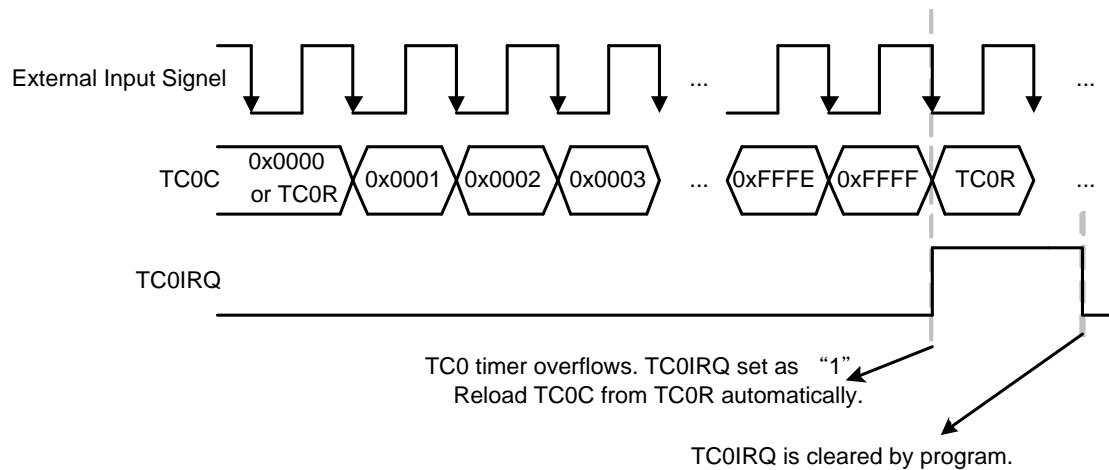 External Input Signel
...
...
TC0C
0x0000
or TC0R
0x0001
0x0002
0x0003
...
0xFFFE
0xFFFF
TC0R
...
TC0IRQ
TC0 timer overflows. TC0IRQ set as “1”
Reload TC0C from TC0R automatically.
TC0IRQ is cleared by program.